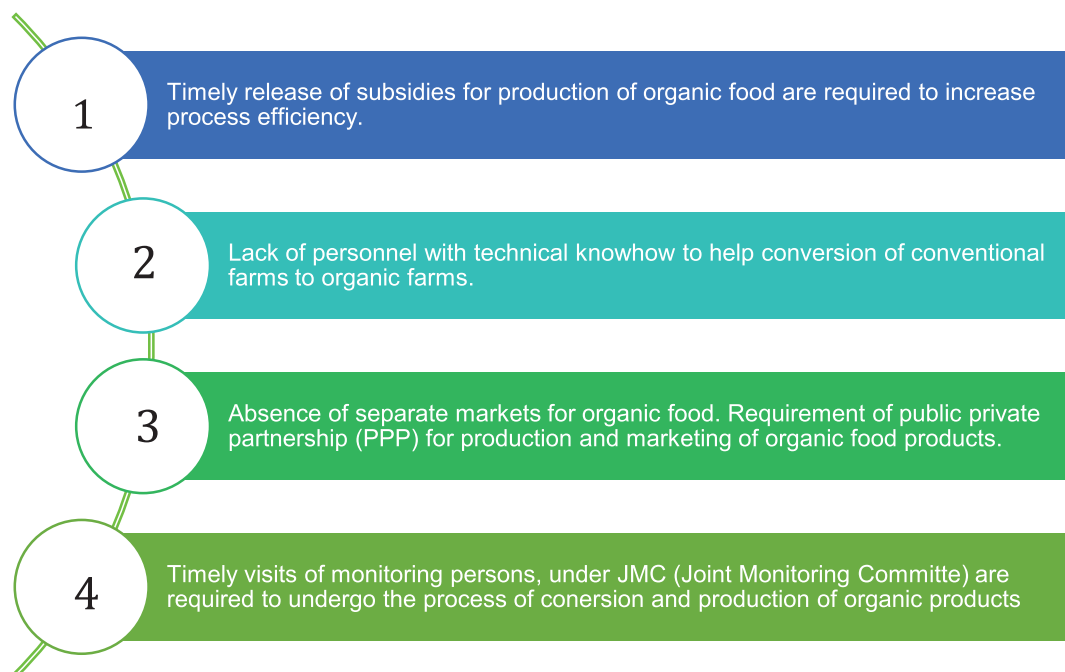 1
Timely release of subsidies for production of organic food are required to increase
process efficiency.
2
Lack of personnel with technical knowhow to help conversion of conventional
farms to organic farms.
3
Absence of separate markets for organic food. Requirement of public private
partnership (PPP) for production and marketing of organic food products.
4
Timely visits of monitoring persons, under JMC (Joint Monitoring Committe) are
required to undergo the process of conersion and production of organic products